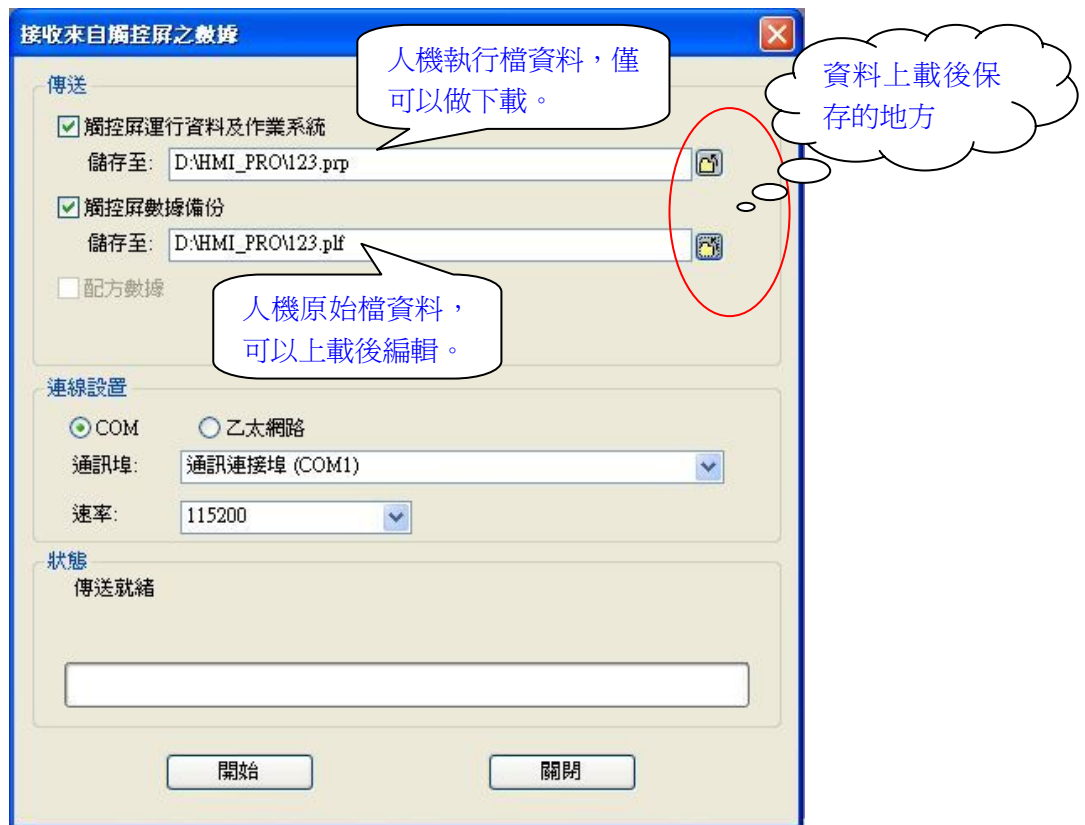 接收來自觸控屏之數據
人機執行檔資料,僅
可以做下載。
資料上載後保
存的地方
傳送
觸控屏運行資料及作業系統
儲存至: D:\HMI_PRO\123.prp
觸控屏數據備份
儲存至: D:\HMI_PRO\123.plf
配方數據
人機原始檔資料,
可以上載後編輯。
連線設置
COM 乙太網路
通訊埠: 通訊連接埠 (COM1)
速率: 115200
狀態
傳送就緒
開始 關閉